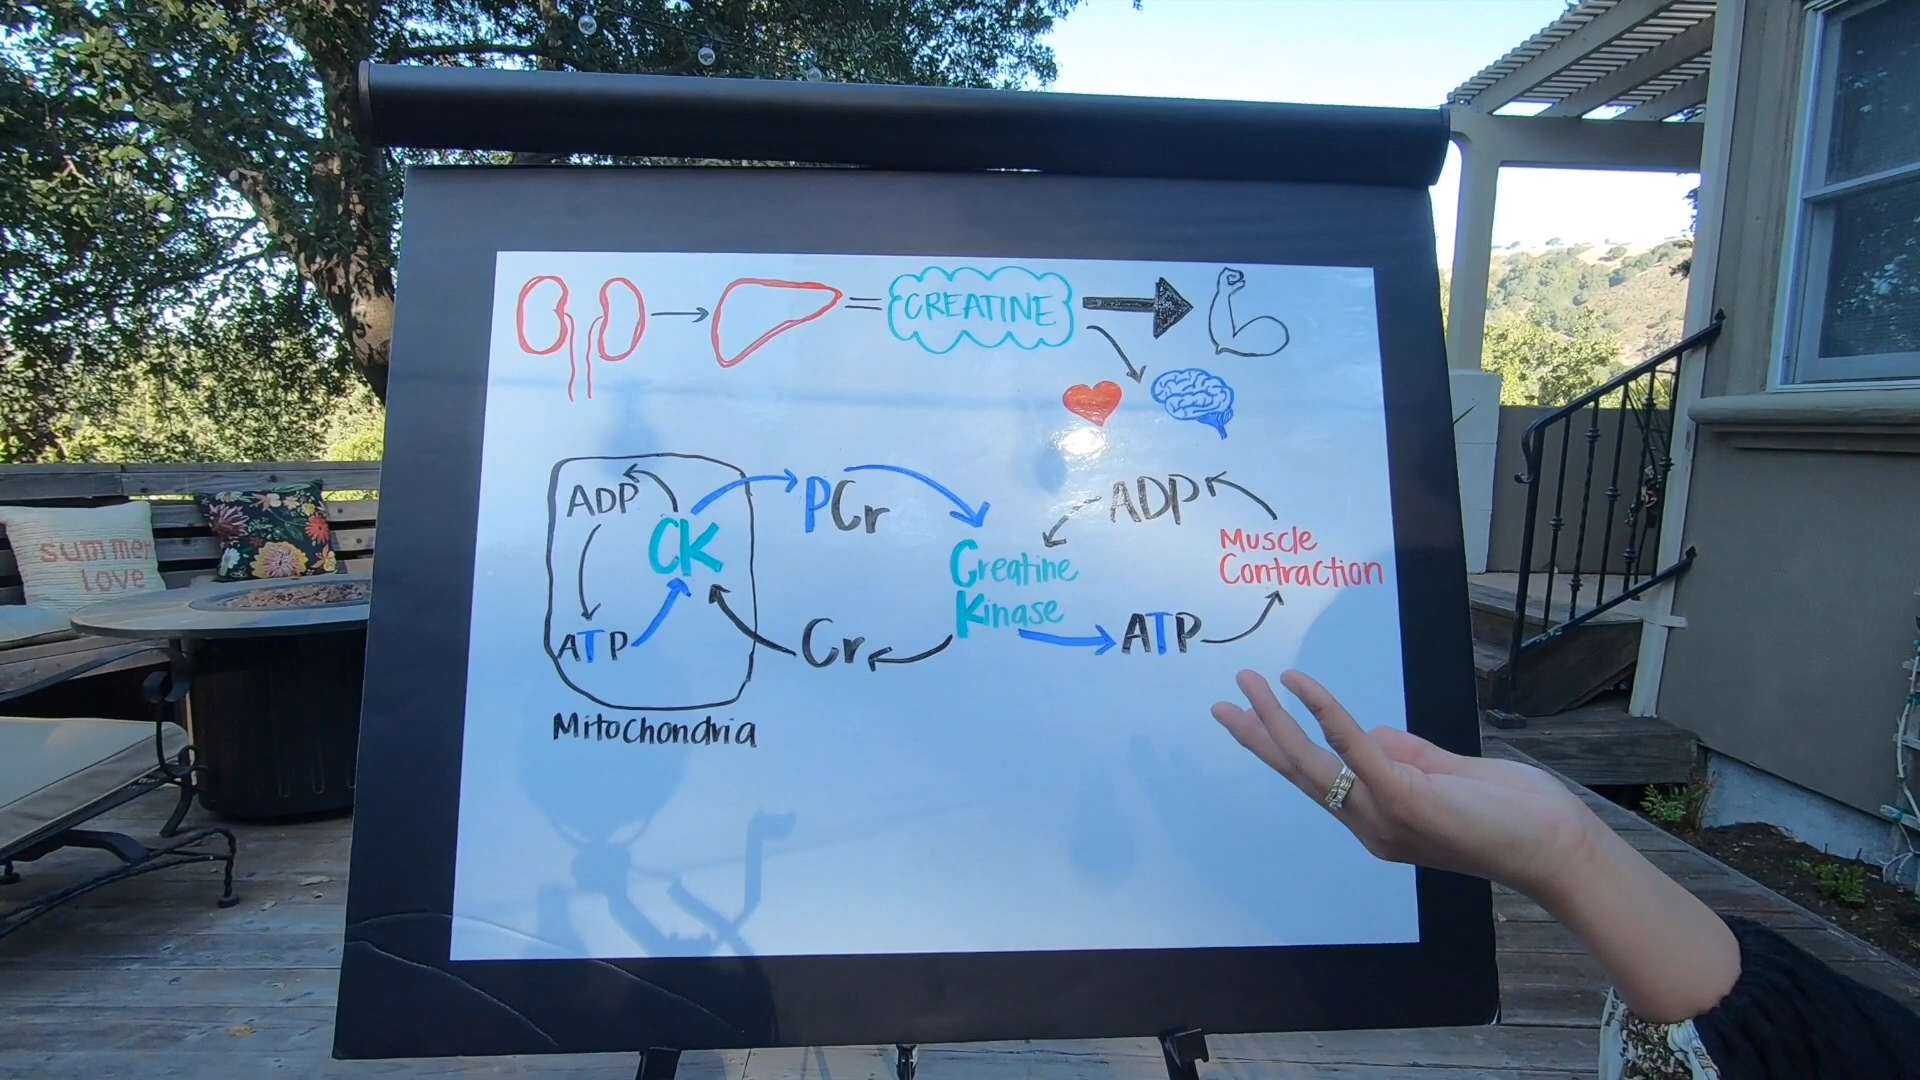 CREATINE
ADP
CK
ATP
Mitochondria
PCr
Cr
Creatine
Kinase
ADP
ATP
Muscle
Contraction
summer
love